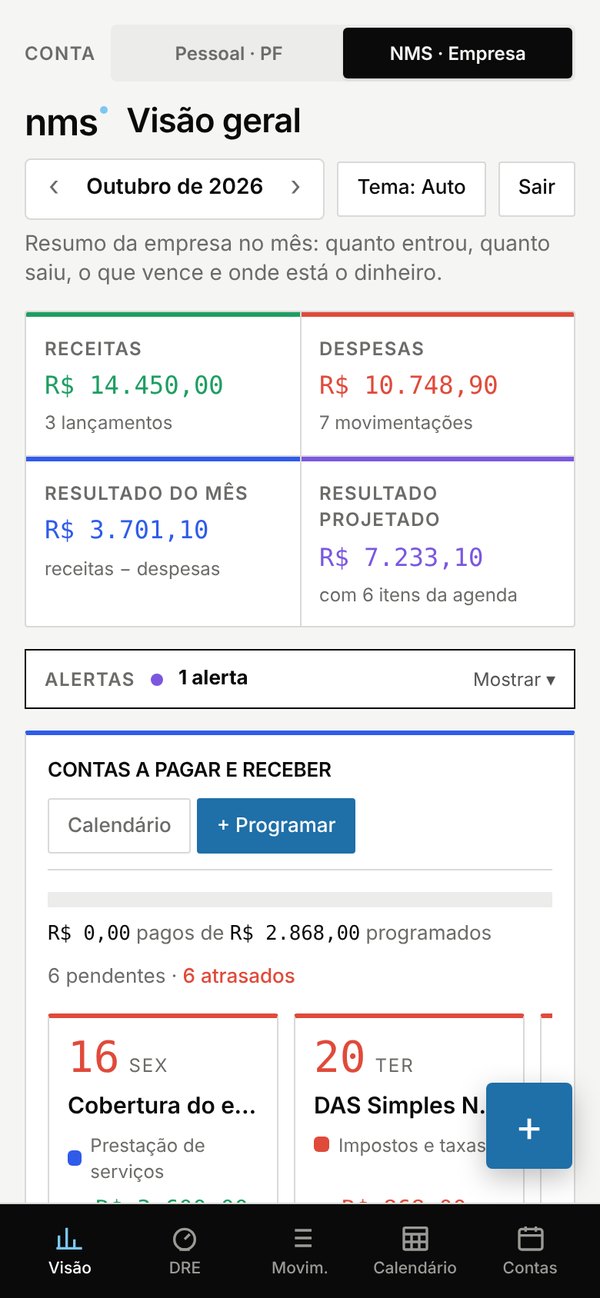 CONTA
Pessoal · PF
NMS · Empresa
nms
Visão geral
‹ Outubro de 2026 ›
Tema: Auto
Sair
Resumo da empresa no mês: quanto entrou, quanto
saiu, o que vence e onde está o dinheiro.
RECEITAS
R$ 14.450,00
3 lançamentos
DESPESAS
R$ 10.748,90
7 movimentações
RESULTADO DO MÊS
R$ 3.701,10
receitas − despesas
RESULTADO
PROJETADO
R$ 7.233,10
com 6 itens da agenda
ALERTAS
1 alerta
Mostrar ▾
CONTAS A PAGAR E RECEBER
Calendário
+ Programar
R$ 0,00 pagos de R$ 2.868,00 programados
6 pendentes · 6 atrasados
16 SEX
Cobertura do e...
Prestação de
serviços
20 TER
DAS Simples N.
Impostos e taxas
+
Visão
DRE
Movim.
Calendário
Contas